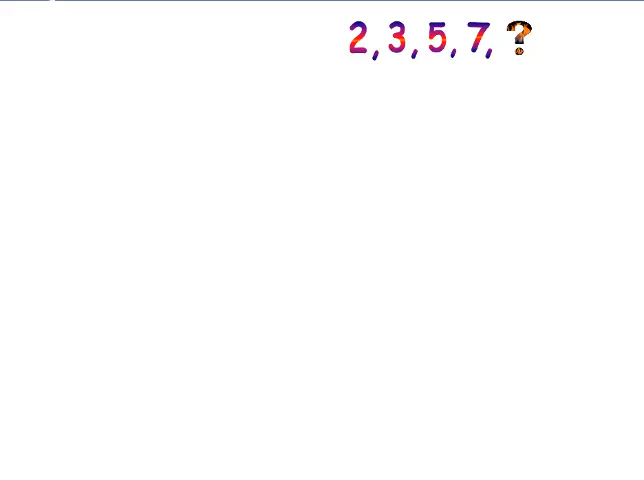 2, 3, 5, 7, ?